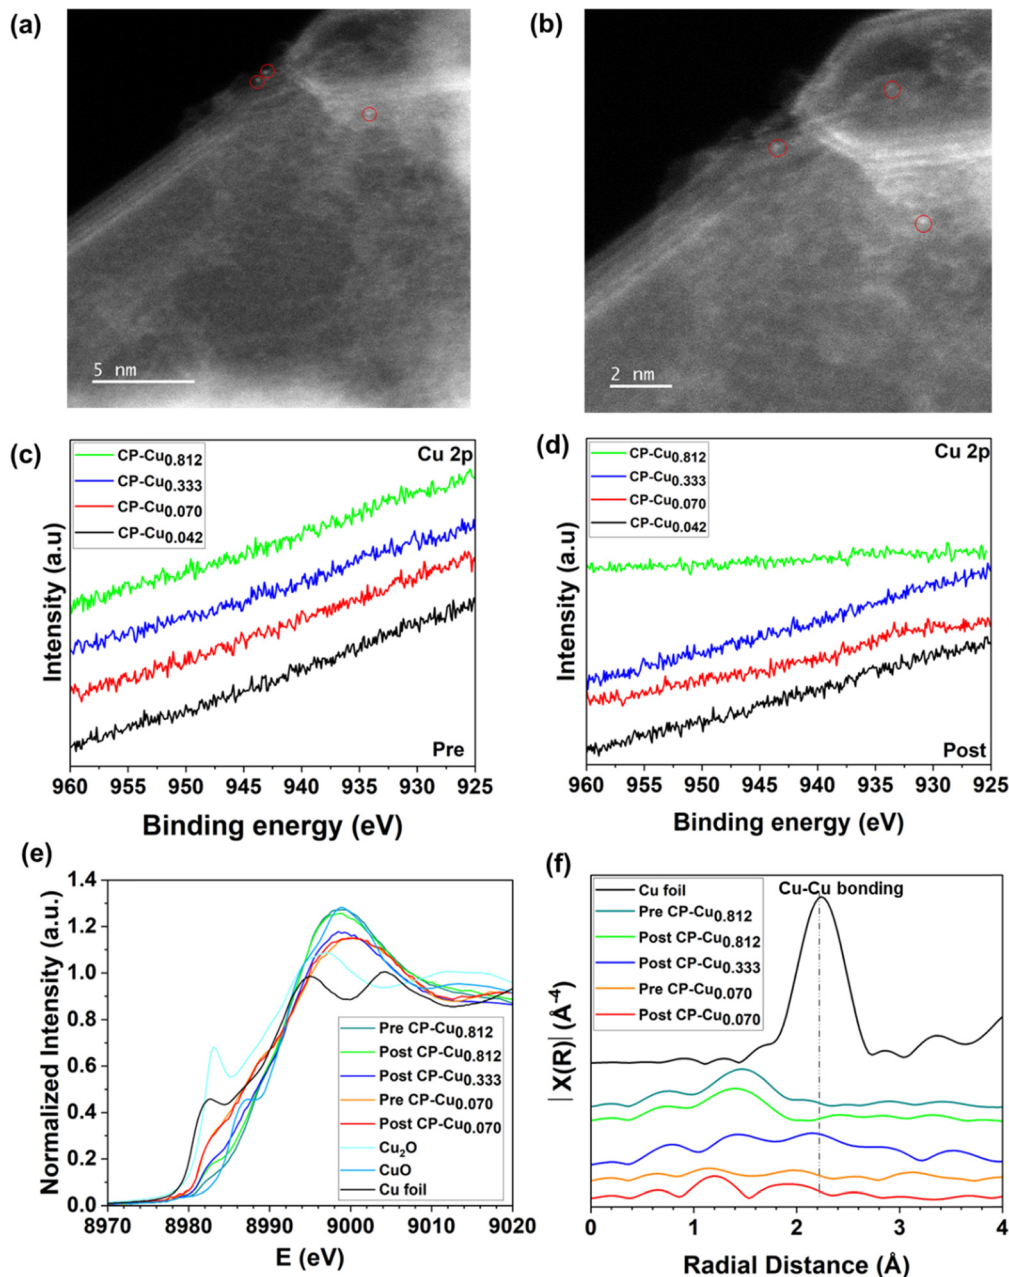 (a)
5 nm
(b)
2 nm
(c)
CP-Cu0.812
CP-Cu0.333
CP-Cu0.070
CP-Cu0.042
Cu 2p
Pre
Intensity (a.u)
960 955 950 945 940 935 930 925
Binding energy (eV)
(d)
CP-Cu0.812
CP-Cu0.333
CP-Cu0.070
CP-Cu0.042
Cu 2p
Post
Intensity (a.u)
960 955 950 945 940 935 930 925
Binding energy (eV)
(e)
Normalized Intensity (a.u.)
1.4
1.2
1.0
0.8
0.6
0.4
0.2
0.0
Pre CP-Cu0.812
Post CP-Cu0.812
Post CP-Cu0.333
Pre CP-Cu0.070
Post CP-Cu0.070
Cu2O
CuO
Cu foil
8970 8980 8990 9000 9010 9020
E (eV)
(f)
| X(R)| (Å-4)
Cu foil
Pre CP-Cu0.812
Post CP-Cu0.812
Post CP-Cu0.333
Pre CP-Cu0.070
Post CP-Cu0.070
Cu-Cu bonding
0 1 2 3 4
Radial Distance (Å)